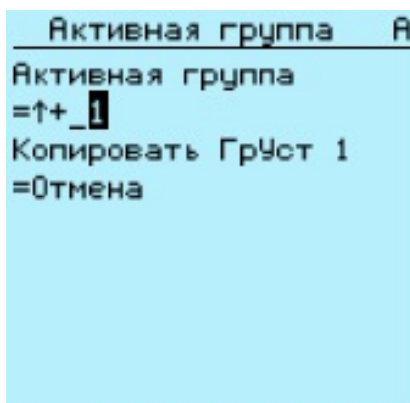 Активная группа А
Активная группа
=↑+_1
Копировать ГрУст 1
=Отмена